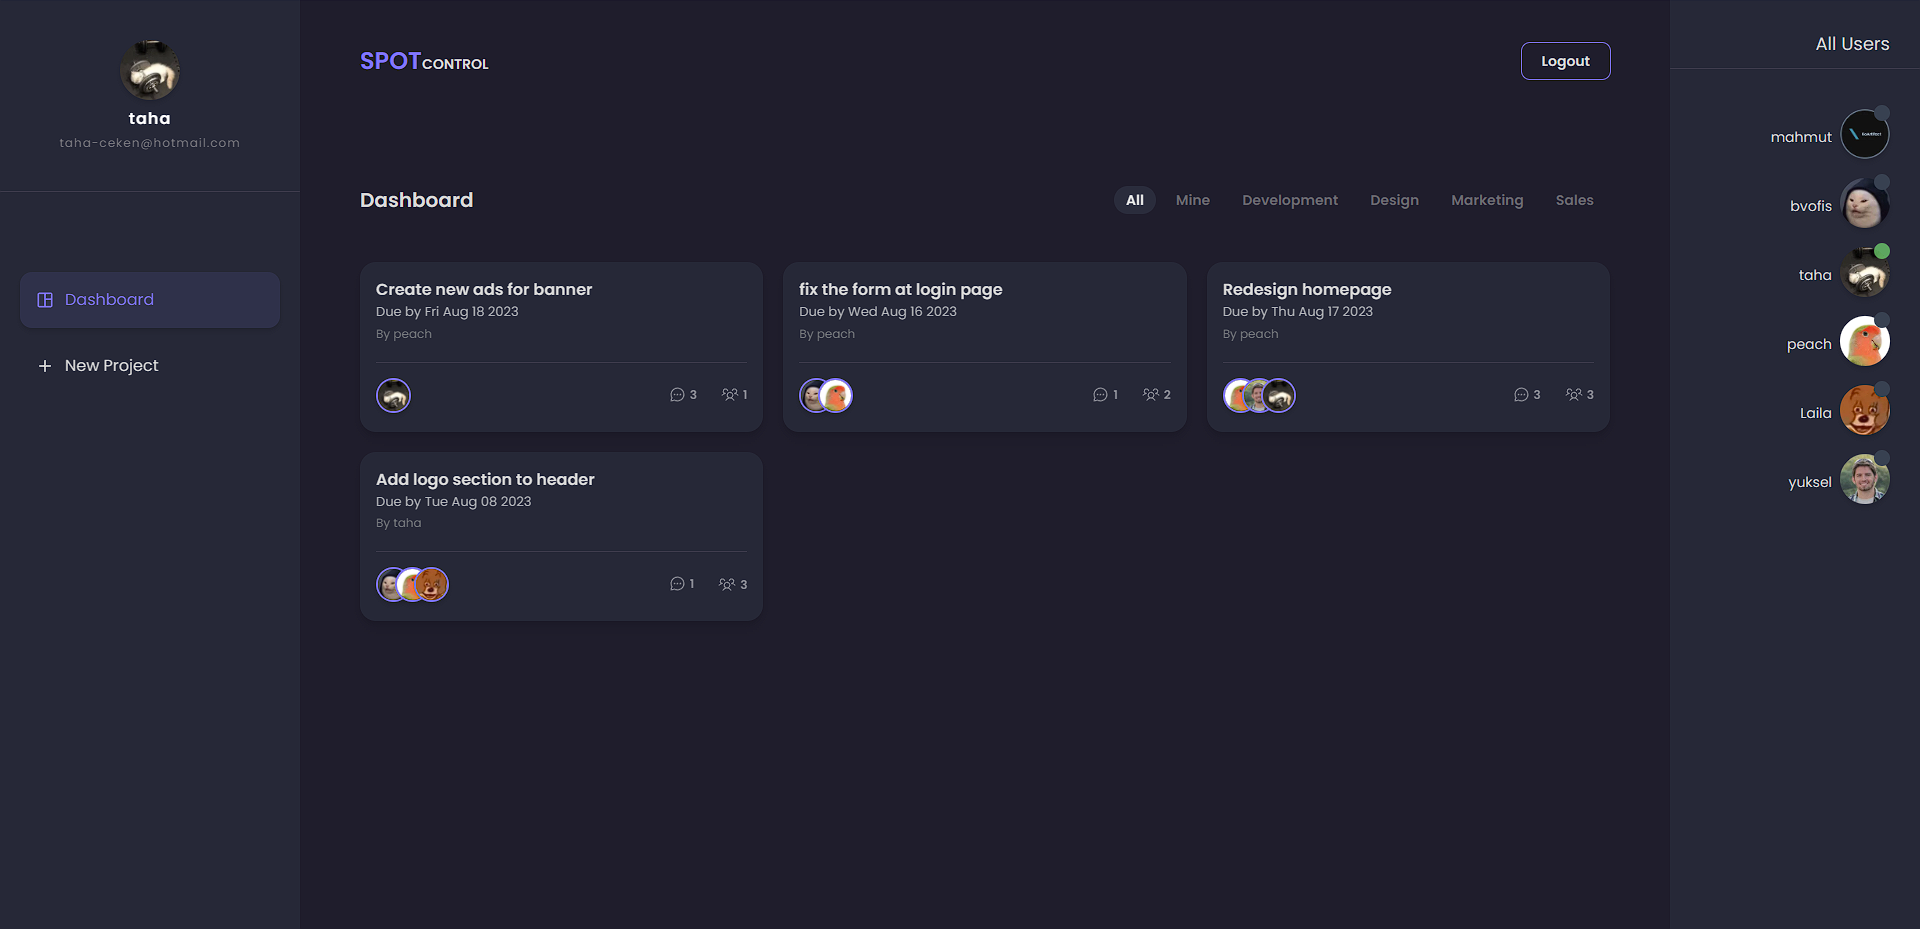 taha
taha-ceken@hotmail.com
Dashboard
New Project
SPOTCONTROL
Logout
Dashboard
All Mine Development Design Marketing Sales
Create new ads for banner
Due by Fri Aug 18 2023
By peach
3 1
fix the form at login page
Due by Wed Aug 16 2023
By peach
1 2
Redesign homepage
Due by Thu Aug 17 2023
By peach
3 3
Add logo section to header
Due by Tue Aug 08 2023
By taha
1 3
All Users
mahmut
bvofis
taha
peach
Laila
yuksel